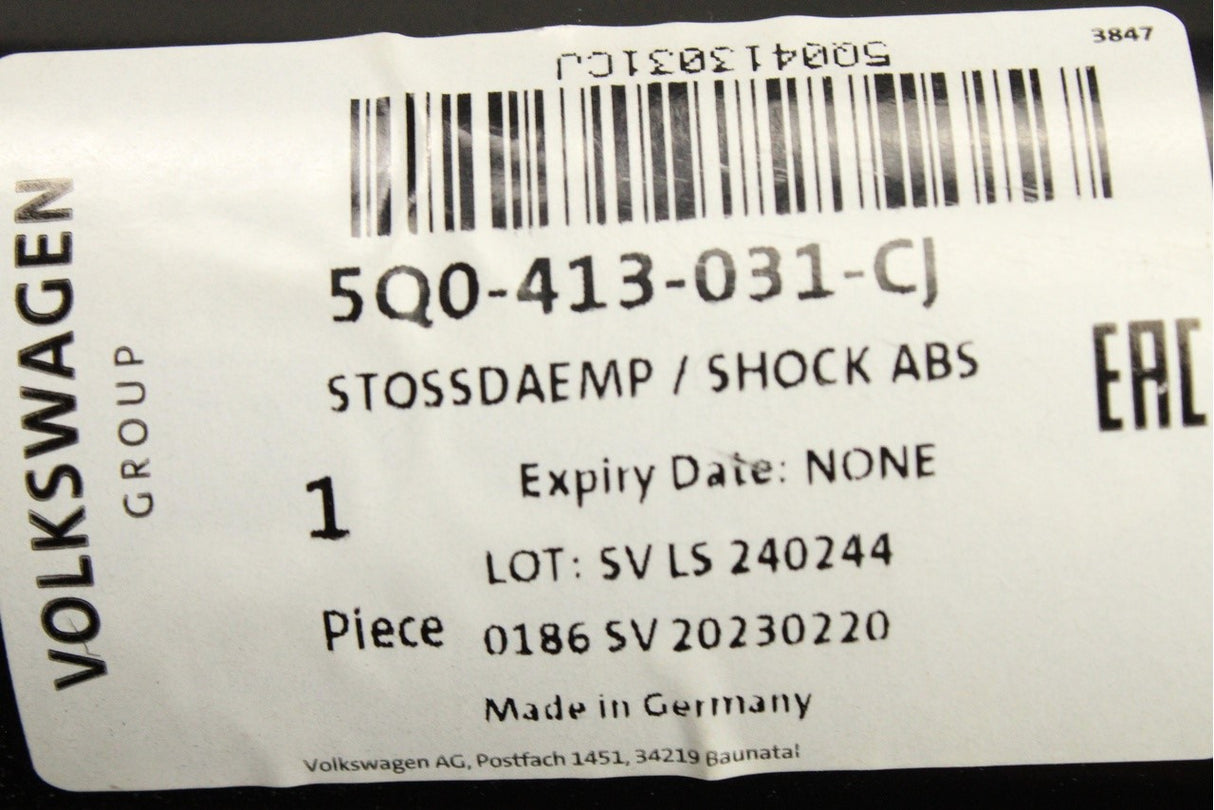 3847
5Q0413031CJ
5Q0-413-031-CJ
STOSSDAEMP / SHOCK ABS
EAC
1
Expiry Date: NONE
LOT: SV LS 240244
Piece
0186 SV 20230220
Made in Germany
Volkswagen AG, Postfach 1451, 34219 Baunatal
VOLKSWAGEN
GROUP